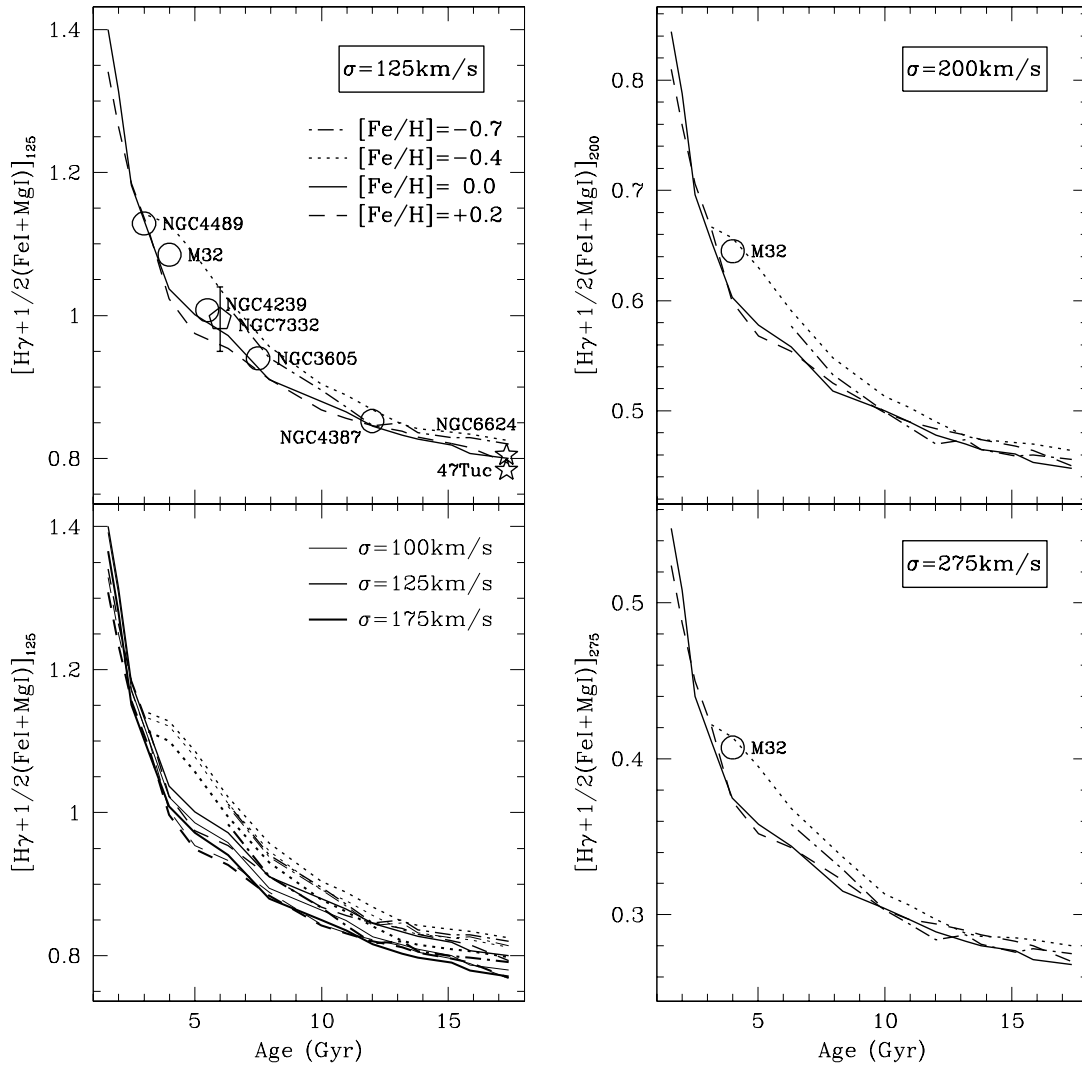 1.4
1.2
1
0.8
[Hγ+1/2(FeI+MgI)]125
σ=125km/s
[Fe/H]=−0.7
[Fe/H]=−0.4
[Fe/H]= 0.0
[Fe/H]=+0.2
NGC4489
M32
NGC4239
NGC7332
NGC3605
NGC4387
NGC6624
47Tuc
0.8
0.7
0.6
0.5
[Hγ+1/2(FeI+MgI)]200
σ=200km/s
M32
1.4
1.2
1
0.8
[Hγ+1/2(FeI+MgI)]125
σ=100km/s
σ=125km/s
σ=175km/s
5
10
15
Age (Gyr)
0.5
0.4
0.3
[Hγ+1/2(FeI+MgI)]275
σ=275km/s
M32
5
10
15
Age (Gyr)